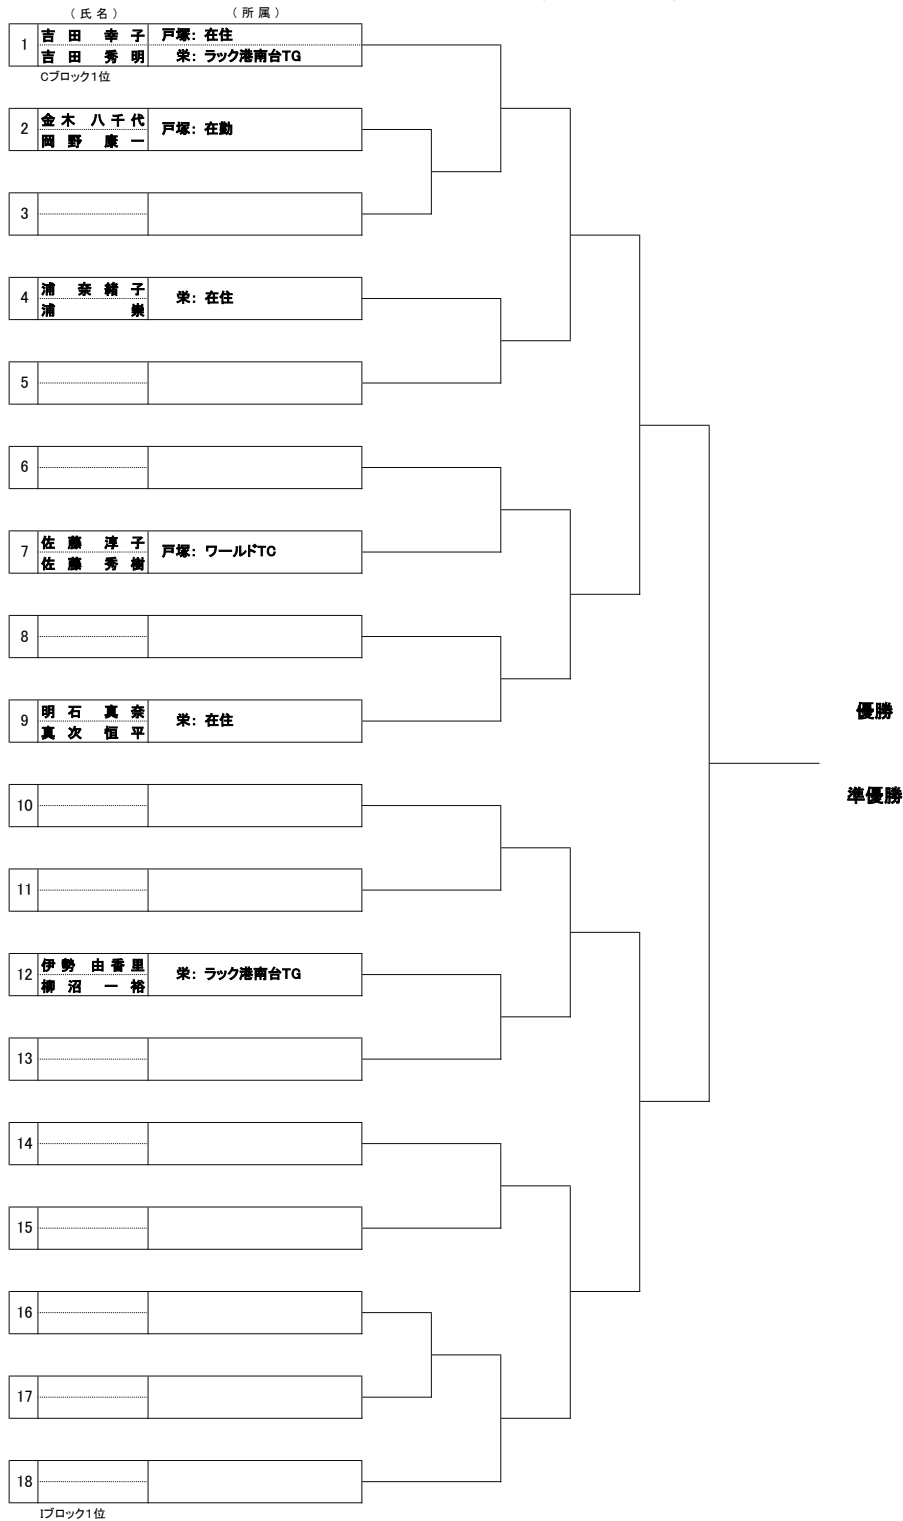 （氏名） （所属）
1 吉田 幸子 戸塚: 在住
吉田 秀明 栄: ラック港南台TG
Cブロック1位
2 金木 八千代 戸塚: 在勤
岡野 康一
3
4 浦 奈緒子 栄: 在住
浦 崇
5
6
7 佐藤 淳子 戸塚: ワールドTC
佐藤 秀樹
8
9 明石 真奈 栄: 在住
真次 恒平
優勝
10
準優勝
11
12 伊勢 由香里 栄: ラック港南台TG
柳沼 一裕
13
14
15
16
17
18
Iブロック1位